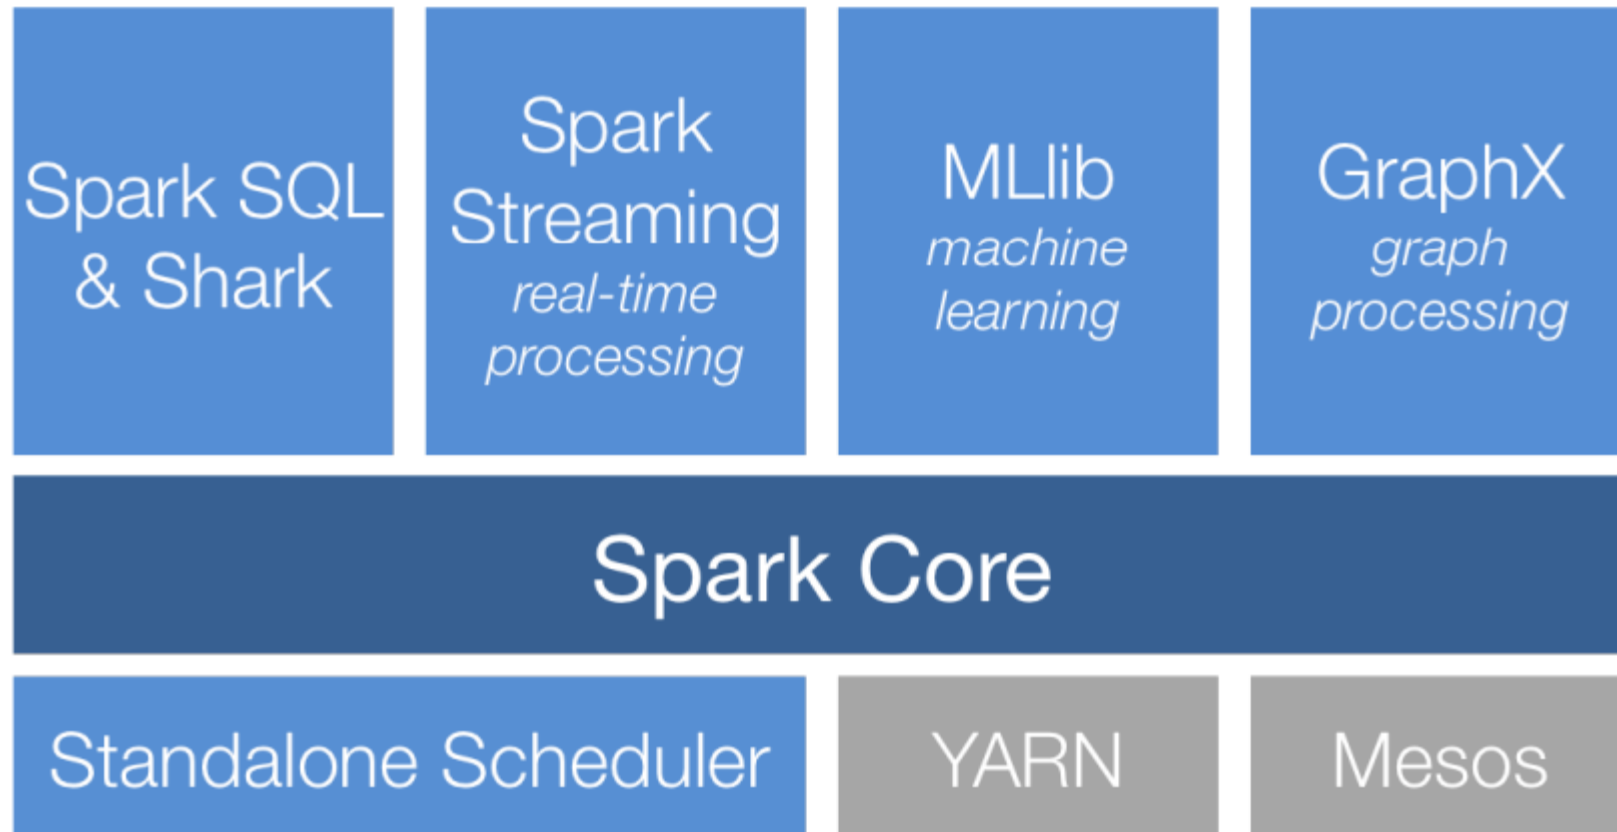 Spark SQL
& Shark
Spark
Streaming
real-time
processing
MLlib
machine
learning
GraphX
graph
processing
Spark Core
Standalone Scheduler
YARN
Mesos